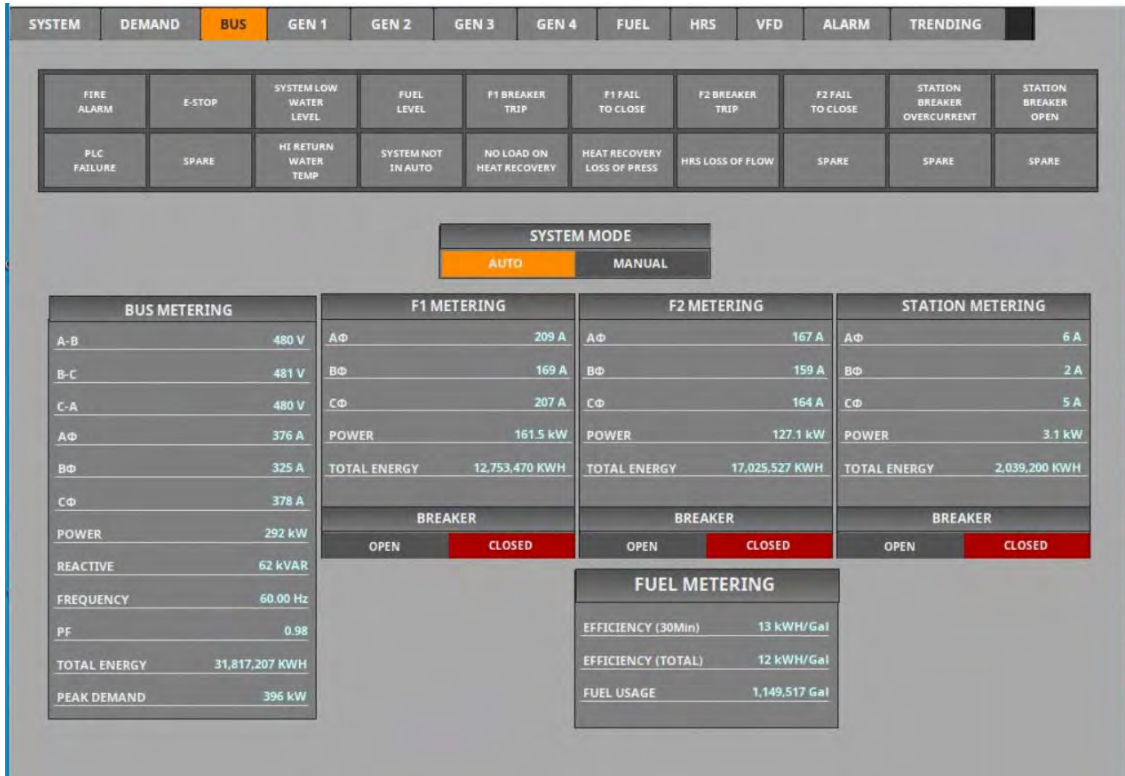 SYSTEM DEMAND BUS GEN 1 GEN 2 GEN 3 GEN 4 FUEL HRS VFD ALARM TRENDING
FIRE
ALARM
E-STOP
SYSTEM LOW
WATER
LEVEL
FUEL
LEVEL
F1 BREAKER
TRIP
F1 FAIL
TO CLOSE
F2 BREAKER
TRIP
F2 FAIL
TO CLOSE
STATION
BREAKER
OVERCURRENT
STATION
BREAKER
OPEN
PLC
FAILURE
SPARE
HI RETURN
WATER
TEMP
SYSTEM NOT
IN AUTO
NO LOAD ON
HEAT RECOVERY
HEAT RECOVERY
LOSS OF PRESS
HRS LOSS OF FLOW
SPARE
SPARE
SPARE
SYSTEM MODE
AUTO MANUAL
BUS METERING
A-B 480 V
B-C 481 V
C-A 480 V
AΦ 376 A
BΦ 325 A
CΦ 378 A
POWER 292 kW
REACTIVE 62 kVAR
FREQUENCY 60.00 Hz
PF 0.98
TOTAL ENERGY 31,817,207 KWH
PEAK DEMAND 396 kW
F1 METERING
AΦ 209 A
BΦ 169 A
CΦ 207 A
POWER 161.5 kW
TOTAL ENERGY 12,753,470 KWH
BREAKER
OPEN CLOSED
F2 METERING
AΦ 167 A
BΦ 159 A
CΦ 164 A
POWER 127.1 kW
TOTAL ENERGY 17,025,527 KWH
BREAKER
OPEN CLOSED
STATION METERING
AΦ 6 A
BΦ 2 A
CΦ 5 A
POWER 3.1 kW
TOTAL ENERGY 2,039,200 KWH
BREAKER
OPEN CLOSED
FUEL METERING
EFFICIENCY (30Min) 13 kWH/Gal
EFFICIENCY (TOTAL) 12 kWH/Gal
FUEL USAGE 1,149,517 Gal